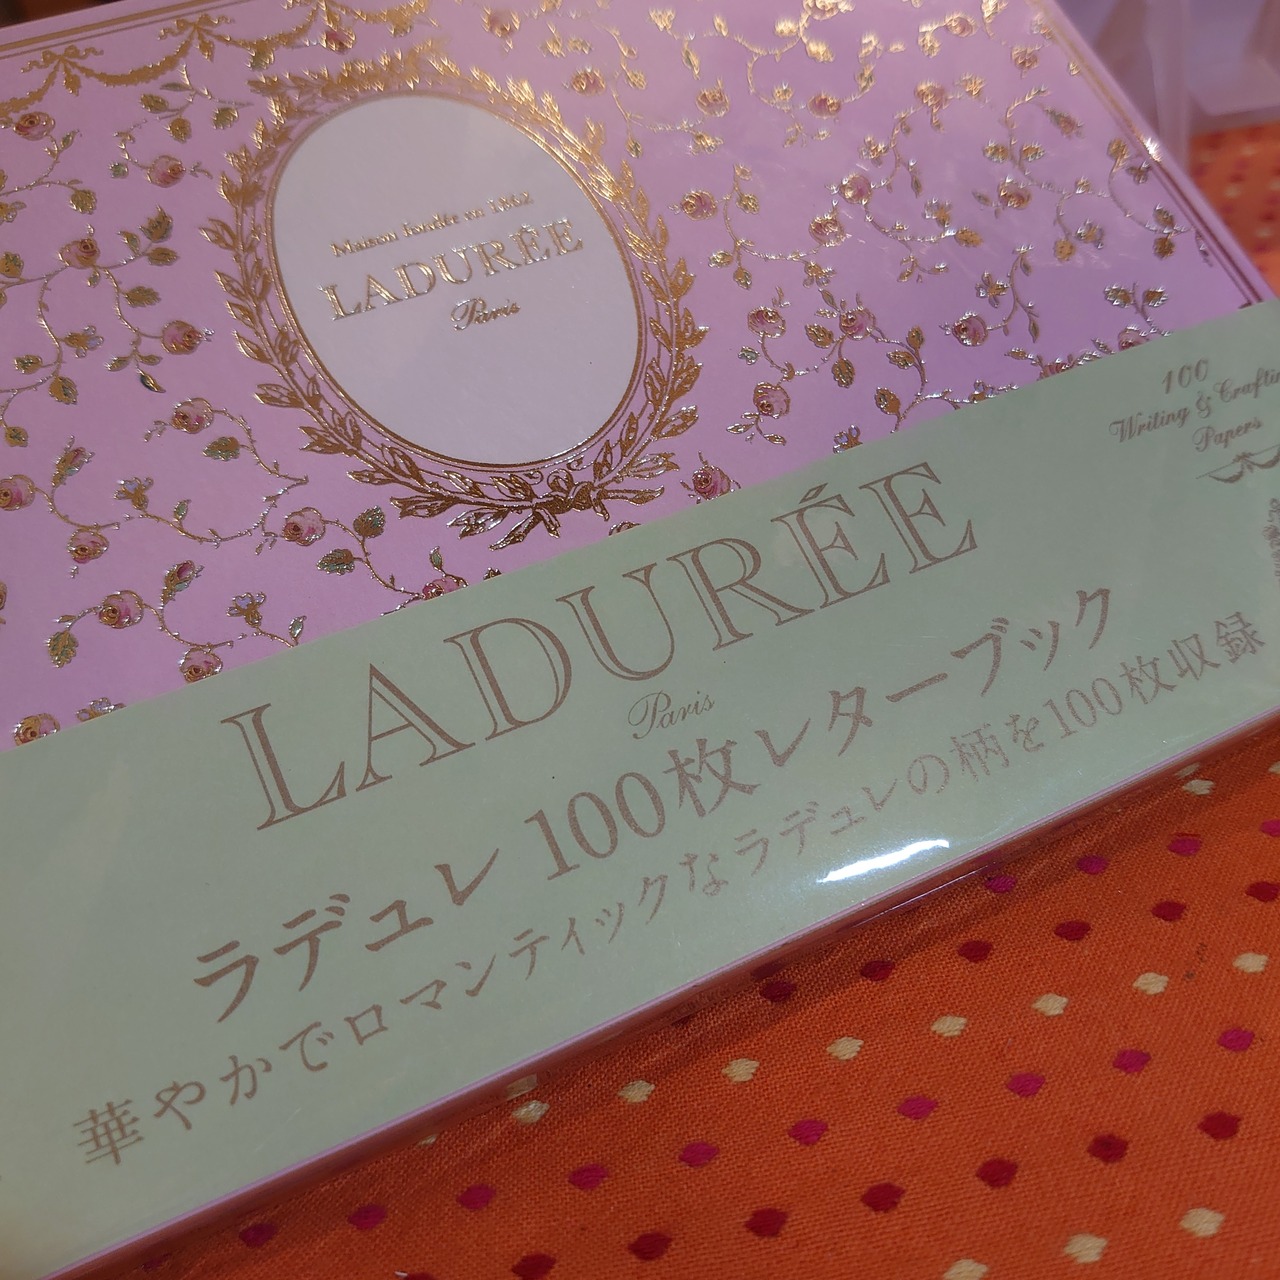 Maison fondée en 1862
LADURÉE
Paris
100
Writing & Crafting
Papers
LADURÉE
Paris
ラデュレ 100枚レターブック
華やかでロマンティックなラデュレの柄を100枚収録